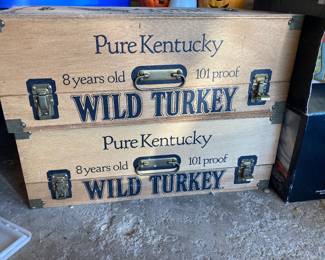 Pure Kentucky
8 years old 101 proof
WILD TURKEY
Pure Kentucky
8 years old 101 proof
WILD TURKEY